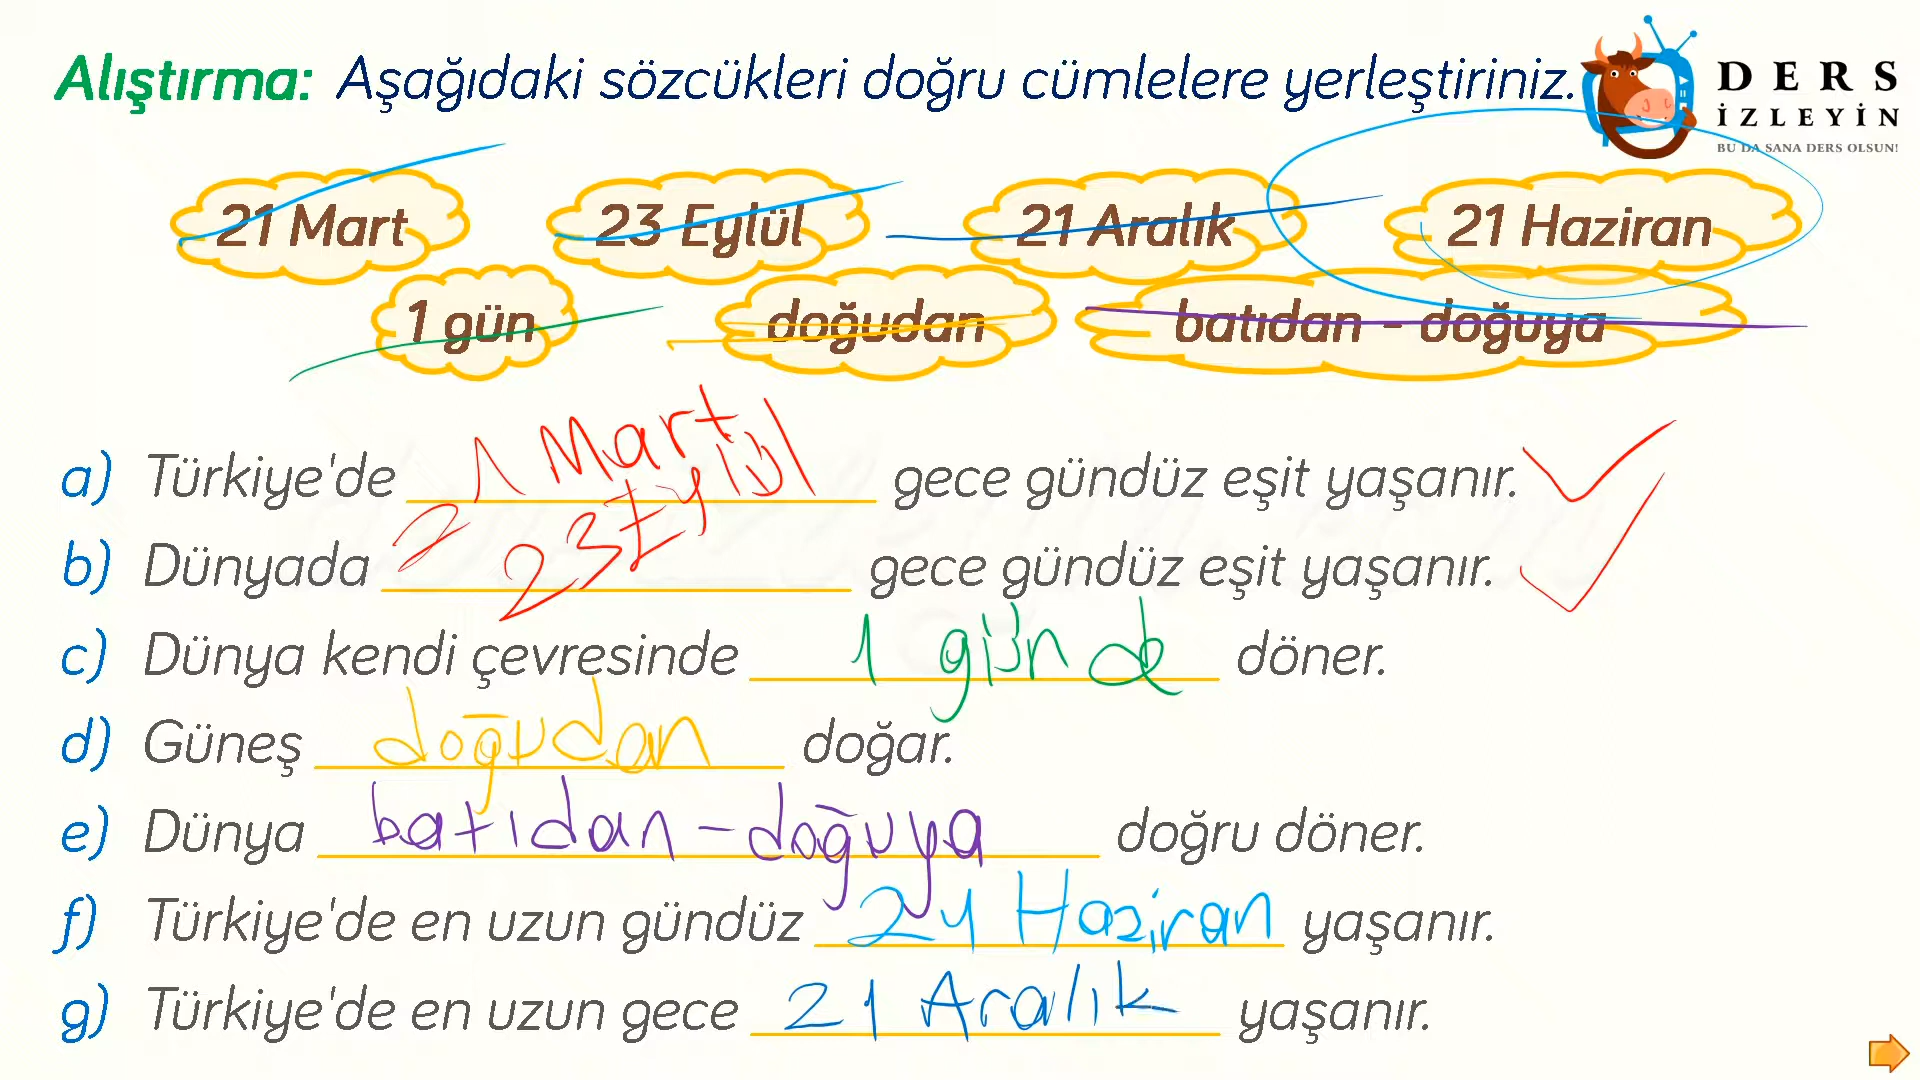 Alıştırma: Aşağıdaki sözcükleri doğru cümlelere yerleştiriniz.
DERS
İZLEYİN
BU DA SANA DERS OLSUN!
21 Mart 23 Eylül 21 Aralık 21 Haziran
1 gün doğudan batıdan - doğuya
a) Türkiye'de 21 Mart gece gündüz eşit yaşanır.
b) Dünyada 23 Eylül gece gündüz eşit yaşanır.
c) Dünya kendi çevresinde 1 günde döner.
d) Güneş doğudan doğar.
e) Dünya batıdan - doğuya doğru döner.
f) Türkiye'de en uzun gündüz 21 Haziran yaşanır.
g) Türkiye'de en uzun gece 21 Aralık yaşanır.